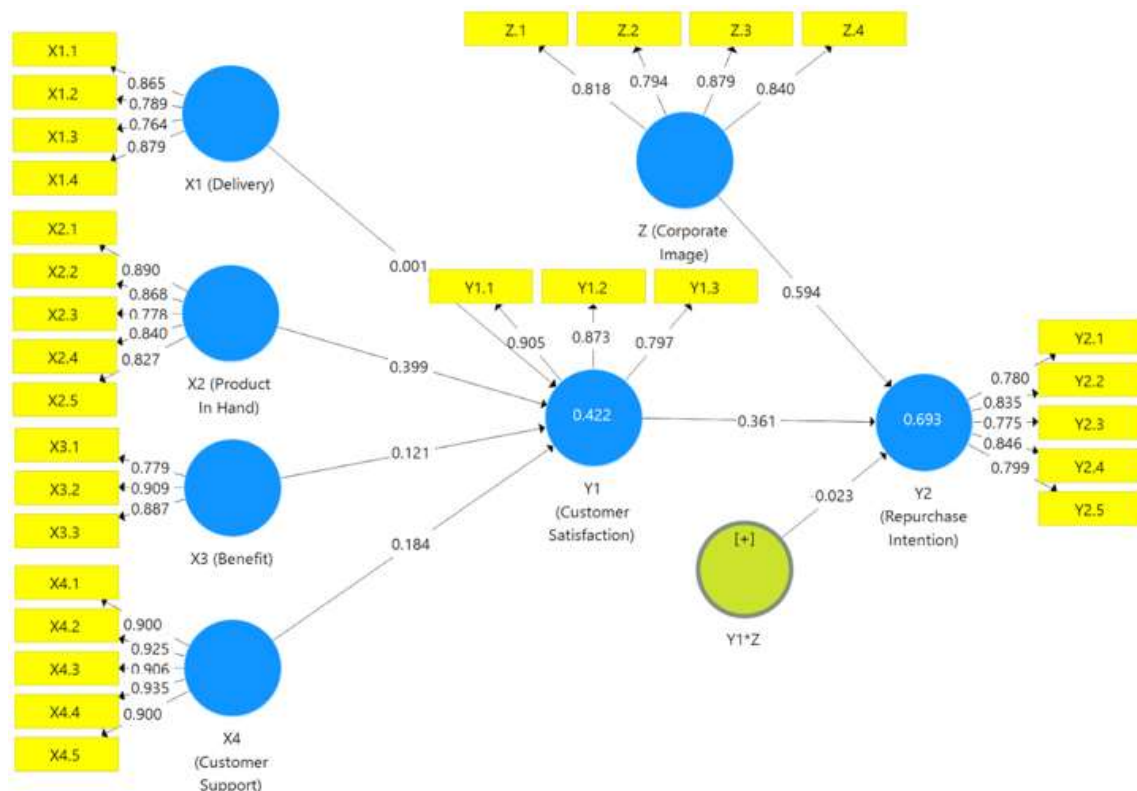 X1.1
X1.2
X1.3
X1.4
0.865
0.789
0.764
0.879
X1 (Delivery)
X2.1
X2.2
X2.3
X2.4
X2.5
0.890
0.868
0.778
0.840
0.827
X2 (Product
In Hand)
X3.1
X3.2
X3.3
0.779
0.909
0.887
X3 (Benefit)
X4.1
X4.2
X4.3
X4.4
X4.5
0.900
0.925
0.906
0.935
0.900
X4
(Customer
Support)
0.001
0.399
0.121
0.184
Z.1
Z.2
Z.3
Z.4
0.818
0.794
0.879
0.840
Z (Corporate
Image)
0.594
Y1.1
Y1.2
Y1.3
0.905
0.873
0.797
0.422
Y1
(Customer
Satisfaction)
0.361
-0.023
[+]
Y1*Z
0.693
Y2
(Repurchase
Intention)
0.780
0.835
0.775
0.846
0.799
Y2.1
Y2.2
Y2.3
Y2.4
Y2.5